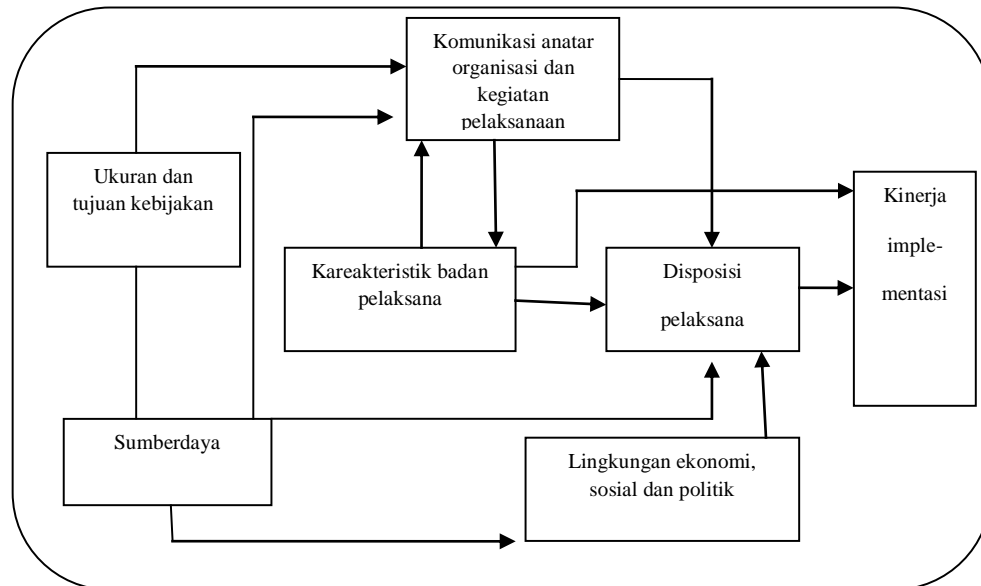 Komunikasi anatar
organisasi dan
kegiatan
pelaksanaan
Ukuran dan
tujuan kebijakan
Kinerja
imple-
mentasi
Kareakteristik badan
pelaksana
Disposisi
pelaksana
Sumberdaya
Lingkungan ekonomi,
sosial dan politik